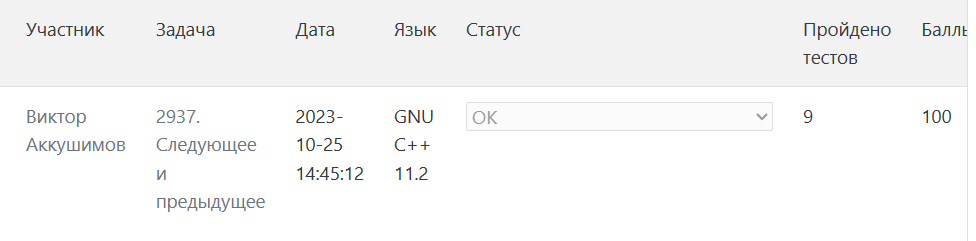 Участник Задача Дата Язык Статус Пройдено Баллы
тестов
Виктор 2937. 2023- GNU OK 9 100
Аккушимов Следующее 10-25 C++
и 14:45:12 11.2
предыдущее